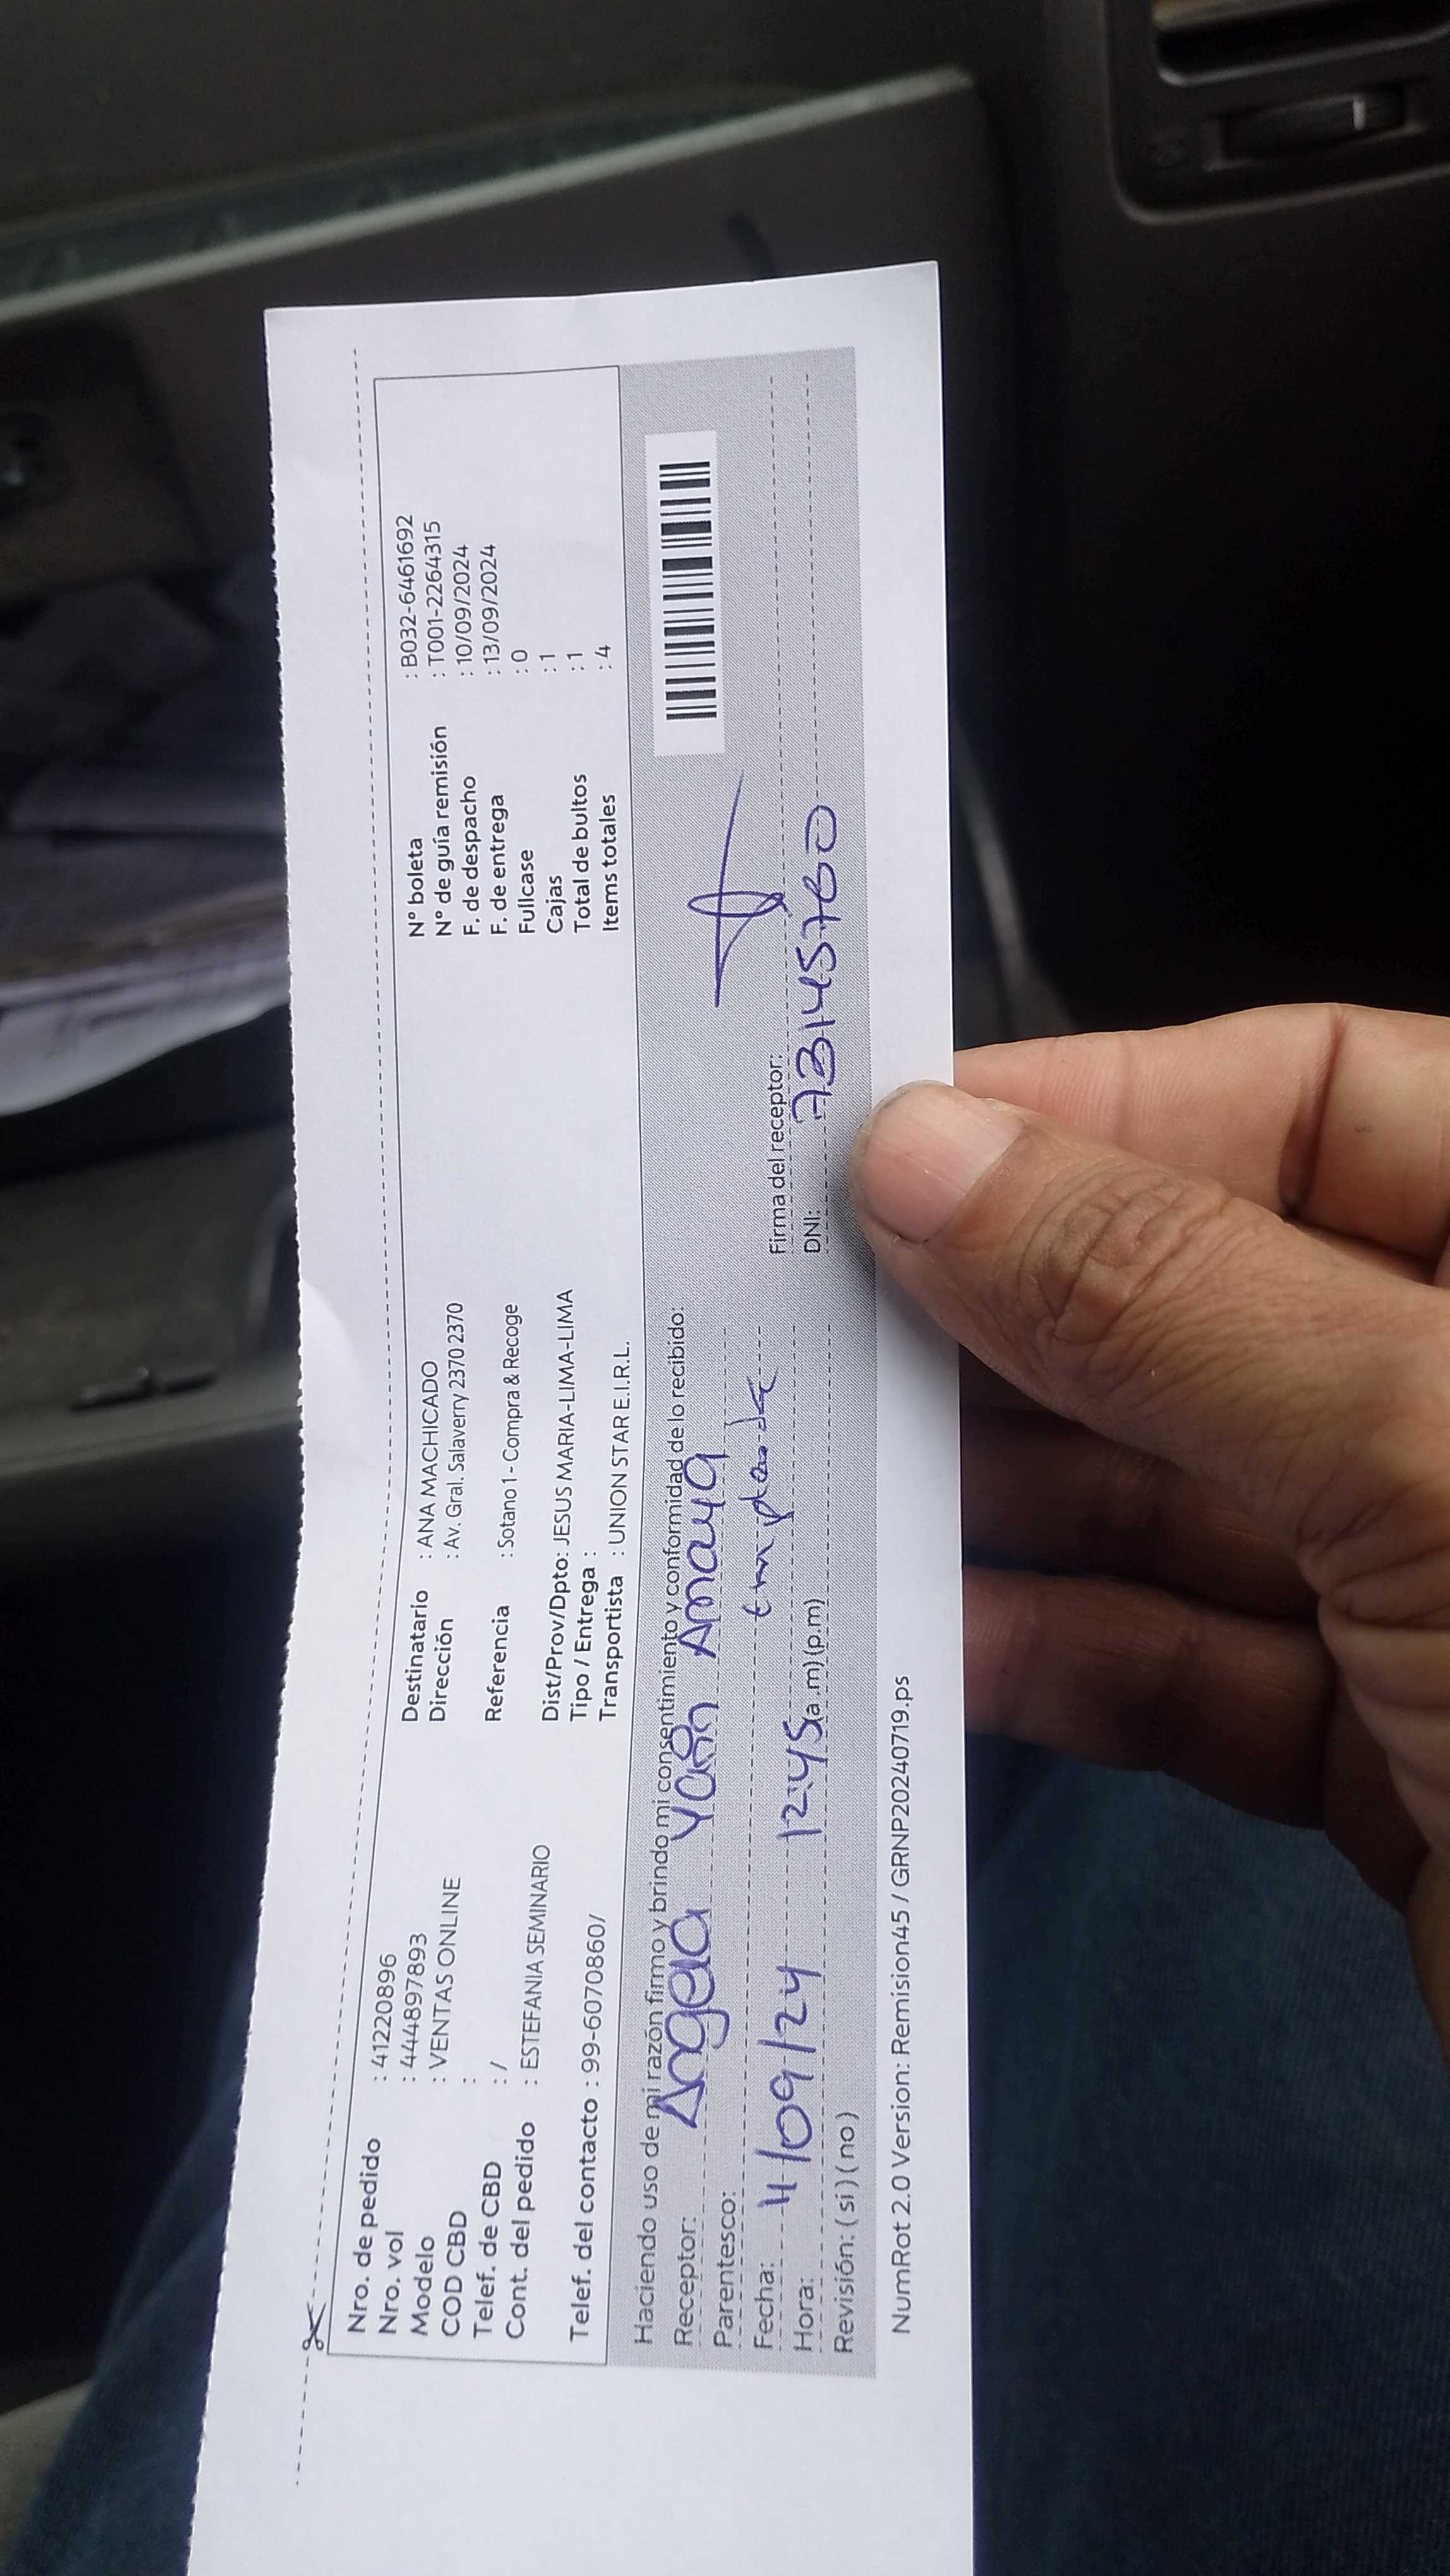 Nro. de pedido : 41220896
Nro. vol : 444897893
Modelo : VENTAS ONLINE
COD CBD :
Telef. de CBD : /
Cont. del pedido : ESTEFANIA SEMINARIO
Telef. del contacto : 99-6070860/
Destinatario : ANA MACHICADO
Dirección : Av. Gral. Salaverry 2370 2370
Referencia : Sotano 1 - Compra & Recoge
Dist/Prov/Dpto: JESUS MARIA-LIMA-LIMA
Tipo / Entrega :
Transportista : UNION STAR E.I.R.L.
N° boleta : B032-6461692
N° de guía remisión : T001-2264315
F. de despacho : 10/09/2024
F. de entrega : 13/09/2024
Fullcase : 0
Cajas : 1
Total de bultos : 1
Items totales : 4
Haciendo uso de mi razón firmo y brindo mi consentimiento y conformidad de lo recibido:
Receptor: Angela Amaya
Parentesco:
Fecha: 4/09/24
Hora: 12:45 (a.m) (p.m)
Revisión: ( si ) ( no )
Firma del receptor:
DNI: 73145760
NumRot 2.0 Version: Remision45 / GRNP20240719.ps